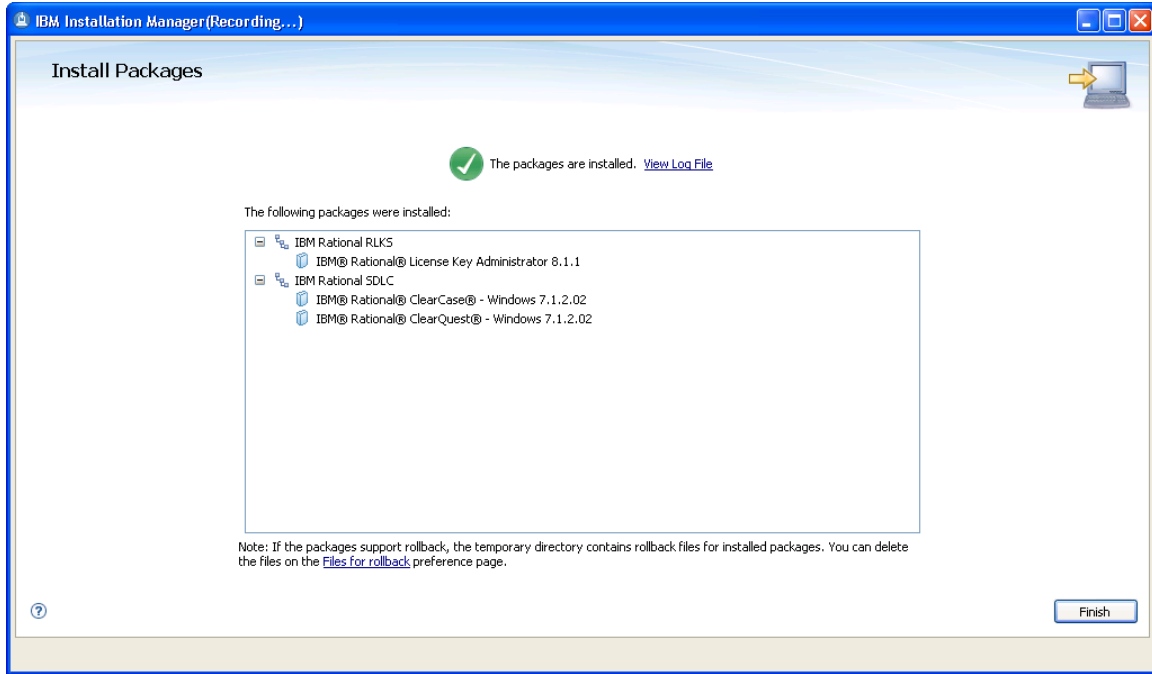 IBM Installation Manager(Recording...)
Install Packages
The packages are installed. View Log File
The following packages were installed:
IBM Rational RLKS
IBM® Rational® License Key Administrator 8.1.1
IBM Rational SDLC
IBM® Rational® ClearCase® - Windows 7.1.2.02
IBM® Rational® ClearQuest® - Windows 7.1.2.02
Note: If the packages support rollback, the temporary directory contains rollback files for installed packages. You can delete
the files on the Files for rollback preference page.
?
Finish